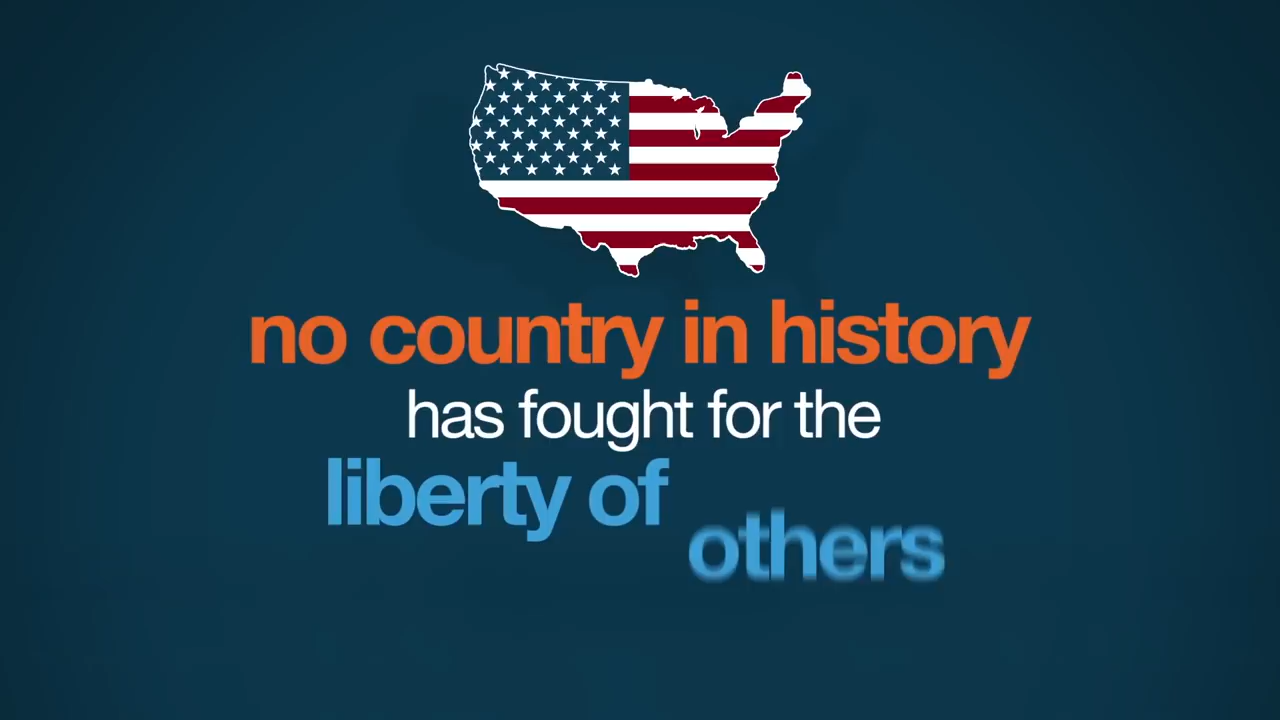 no country in history
has fought for the
liberty of others